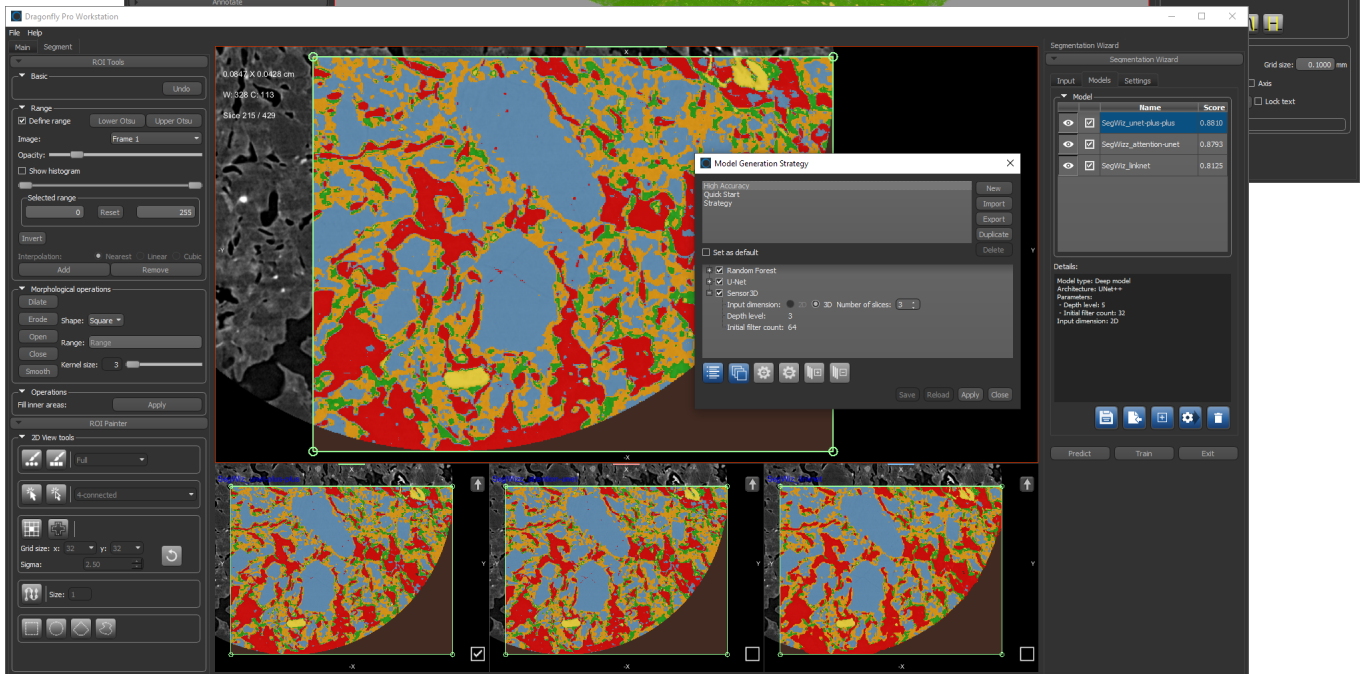 Annotate
Dragonfly Pro Workstation
File Help
Main Segment
ROI Tools
Basic
Undo
Range
Define range Lower Otsu Upper Otsu
Image: Frame 1
Opacity:
Show histogram
Selected range
0 Reset 255
Invert
Interpolation: Nearest Linear Cubic
Add Remove
Morphological operations
Dilate
Erode Shape: Square
Open Range: Range
Close
Kernel size: 3
Smooth
Operations
Fill inner areas: Apply
ROI Painter
2D View tools
Full
4-connected
Grid size: x: 32 y: 32
Sigma: 2.50
Size: 1
-X
X
0.0847 X 0.0428 cm
W: 328 C: 113
Slice 215 / 429
-Y
Y
-X
Model Generation Strategy
High Accuracy
Quick Start
Strategy
New
Import
Export
Duplicate
Delete
Set as default
Random Forest
U-Net
Sensor3D
Input dimension: 2D 3D Number of slices: 3
Depth level: 3
Initial filter count: 64
Save Reload Apply Close
X
Y
-X
X
Y
-X
X
Y
-X
Segmentation Wizard
Segmentation Wizard
Input Models Settings
Model
Name Score
SegWiz_unet-plus-plus 0.8810
SegWizz_attention-unet 0.8793
SegWiz_linknet 0.8125
Details:
Model type: Deep model
Architecture: UNet++
Parameters:
- Depth level: 5
- Initial filter count: 32
Input dimension: 2D
Predict Train Exit
Grid size: 0.1000 mm
Axis
Lock text